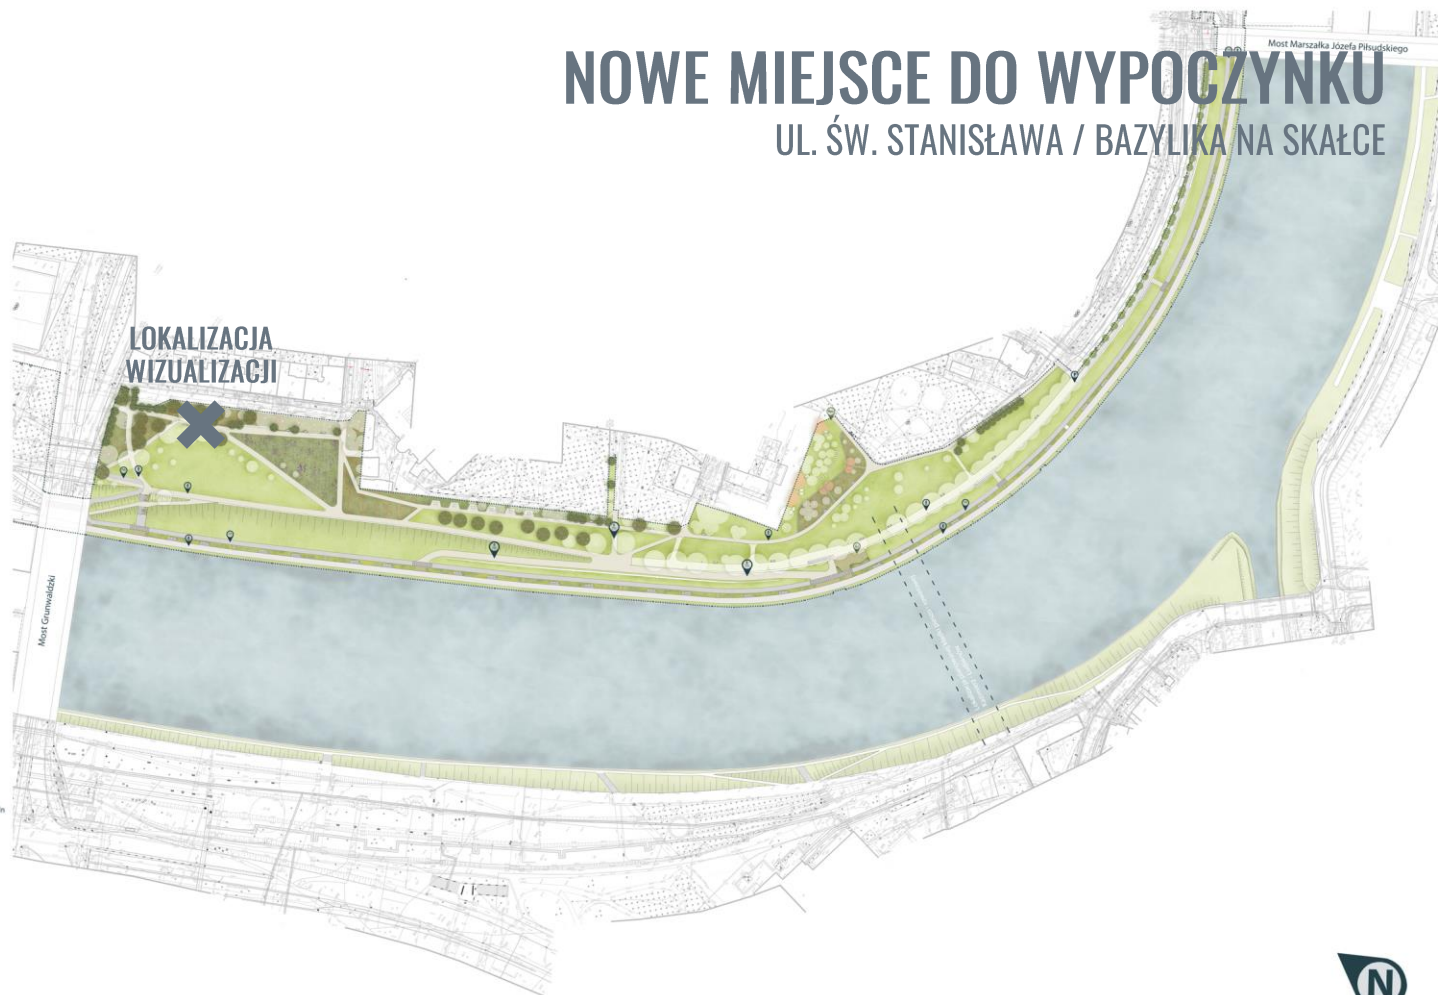 Most Marszałka Józefa Piłsudskiego
NOWE MIEJSCE DO WYPOCZYNKU
UL. ŚW. STANISŁAWA / BAZYLIKA NA SKAŁCE
LOKALIZACJA
WIZUALIZACJI
Most Grunwaldzki
N